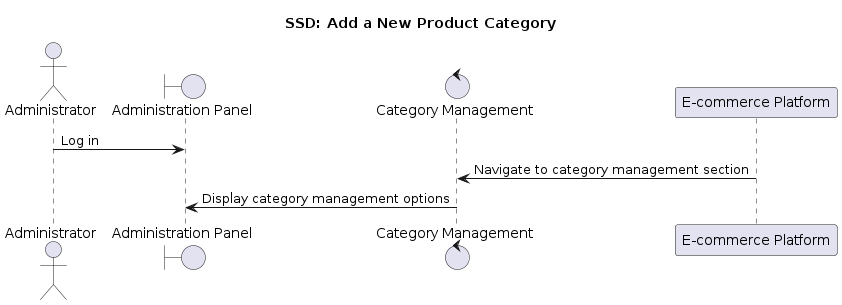 SSD: Add a New Product Category
Administrator
Administration Panel
Category Management
E-commerce Platform
Log in
Navigate to category management section
Display category management options
Administrator
Administration Panel
Category Management
E-commerce Platform